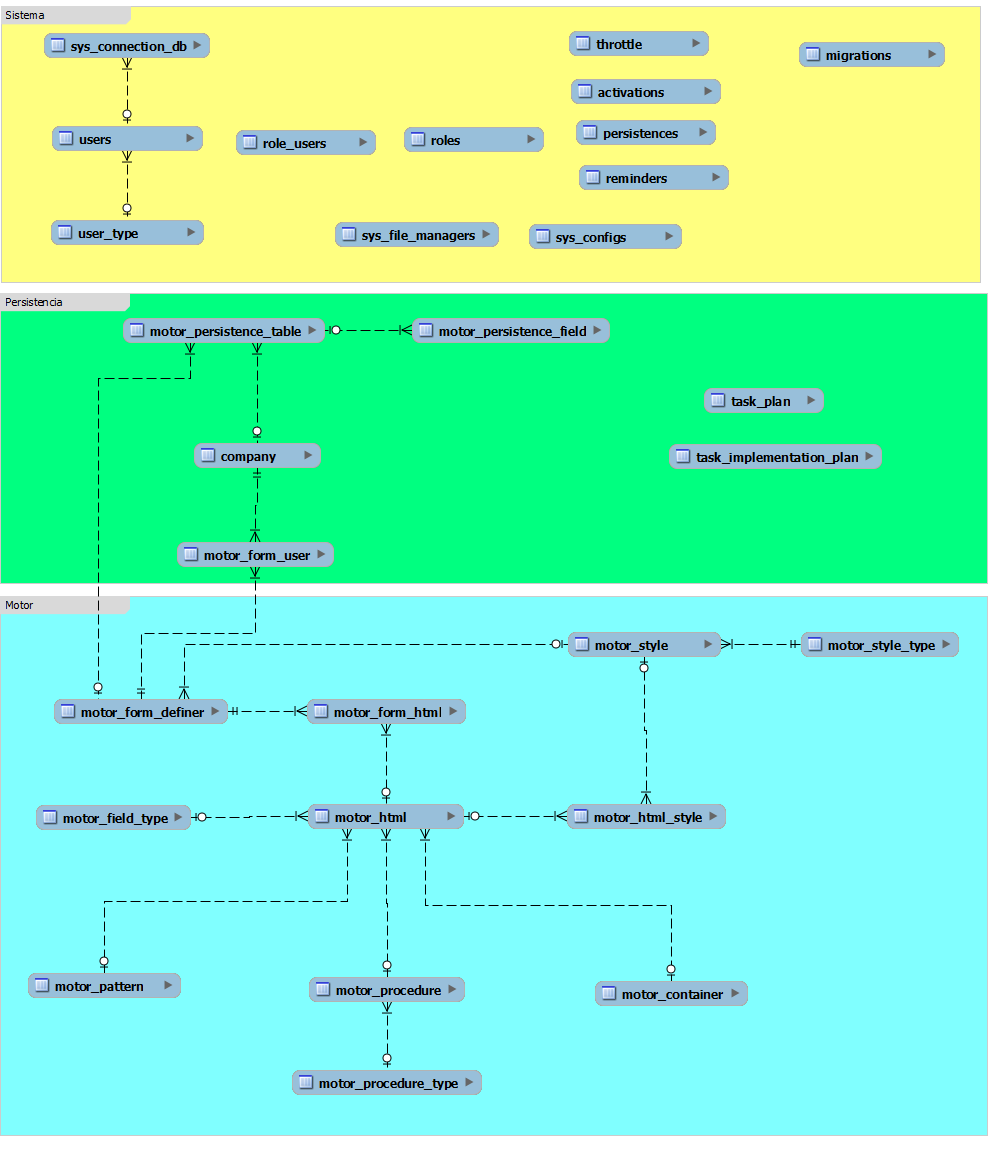 Sistema
sys_connection_db
throttle
migrations
activations
users
role_users
roles
persistences
reminders
user_type
sys_file_managers
sys_configs
Persistencia
motor_persistence_table
motor_persistence_field
task_plan
company
task_implementation_plan
motor_form_user
Motor
motor_style
motor_style_type
motor_form_definer
motor_form_html
motor_field_type
motor_html
motor_html_style
motor_pattern
motor_procedure
motor_container
motor_procedure_type